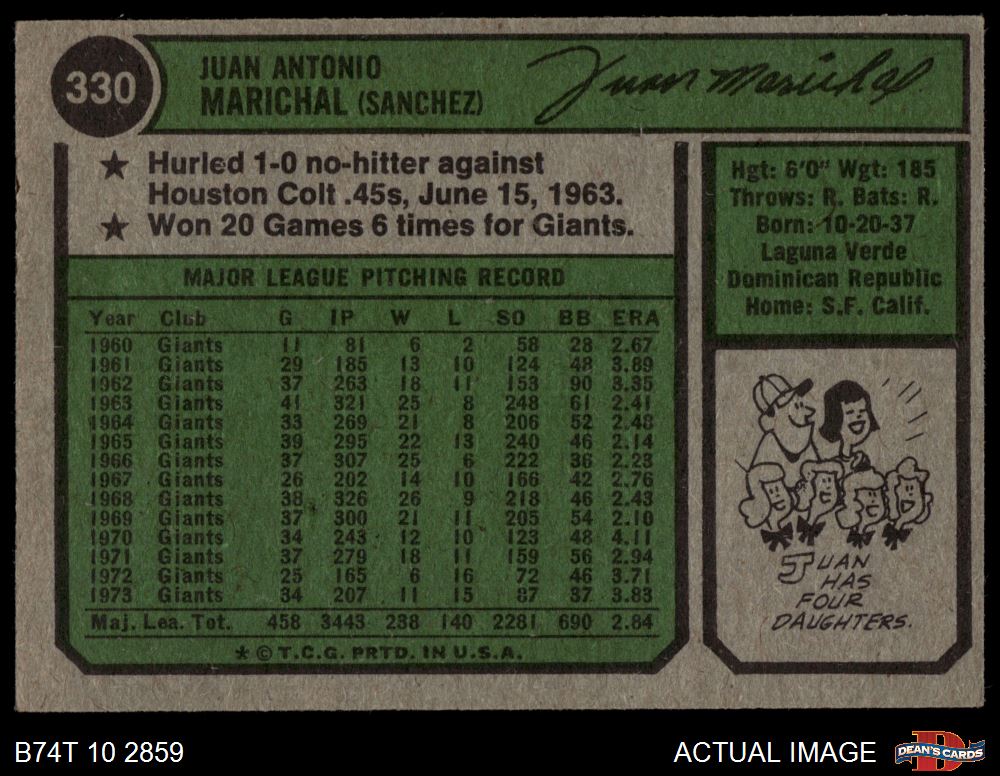 330
JUAN ANTONIO
MARICHAL (SANCHEZ)
Juan Marichal
★ Hurled 1-0 no-hitter against
Houston Colt .45s, June 15, 1963.
★ Won 20 Games 6 times for Giants.
MAJOR LEAGUE PITCHING RECORD
Year Club G IP W L SO BB ERA
1960 Giants 11 81 6 2 58 28 2.67
1961 Giants 29 185 13 10 124 48 3.89
1962 Giants 37 263 18 11 153 90 3.35
1963 Giants 41 321 25 8 248 61 2.41
1964 Giants 33 269 21 8 206 52 2.48
1965 Giants 39 295 22 13 240 46 2.14
1966 Giants 37 307 25 6 222 36 2.23
1967 Giants 26 202 14 10 166 42 2.76
1968 Giants 38 326 26 9 218 46 2.43
1969 Giants 37 300 21 11 205 54 2.10
1970 Giants 34 243 12 10 123 48 4.11
1971 Giants 37 279 18 11 159 56 2.94
1972 Giants 25 165 6 16 72 46 3.71
1973 Giants 34 207 11 15 87 37 3.83
Maj. Lea. Tot. 458 3443 238 140 2281 690 2.84
* © T.C.G. PRTD. IN U.S.A.
Hgt: 6'0" Wgt: 185
Throws: R. Bats: R.
Born: 10-20-37
Laguna Verde
Dominican Republic
Home: S.F. Calif.
JUAN
HAS
FOUR
DAUGHTERS.
B74T 10 2859
ACTUAL IMAGE
DEAN'S CARDS